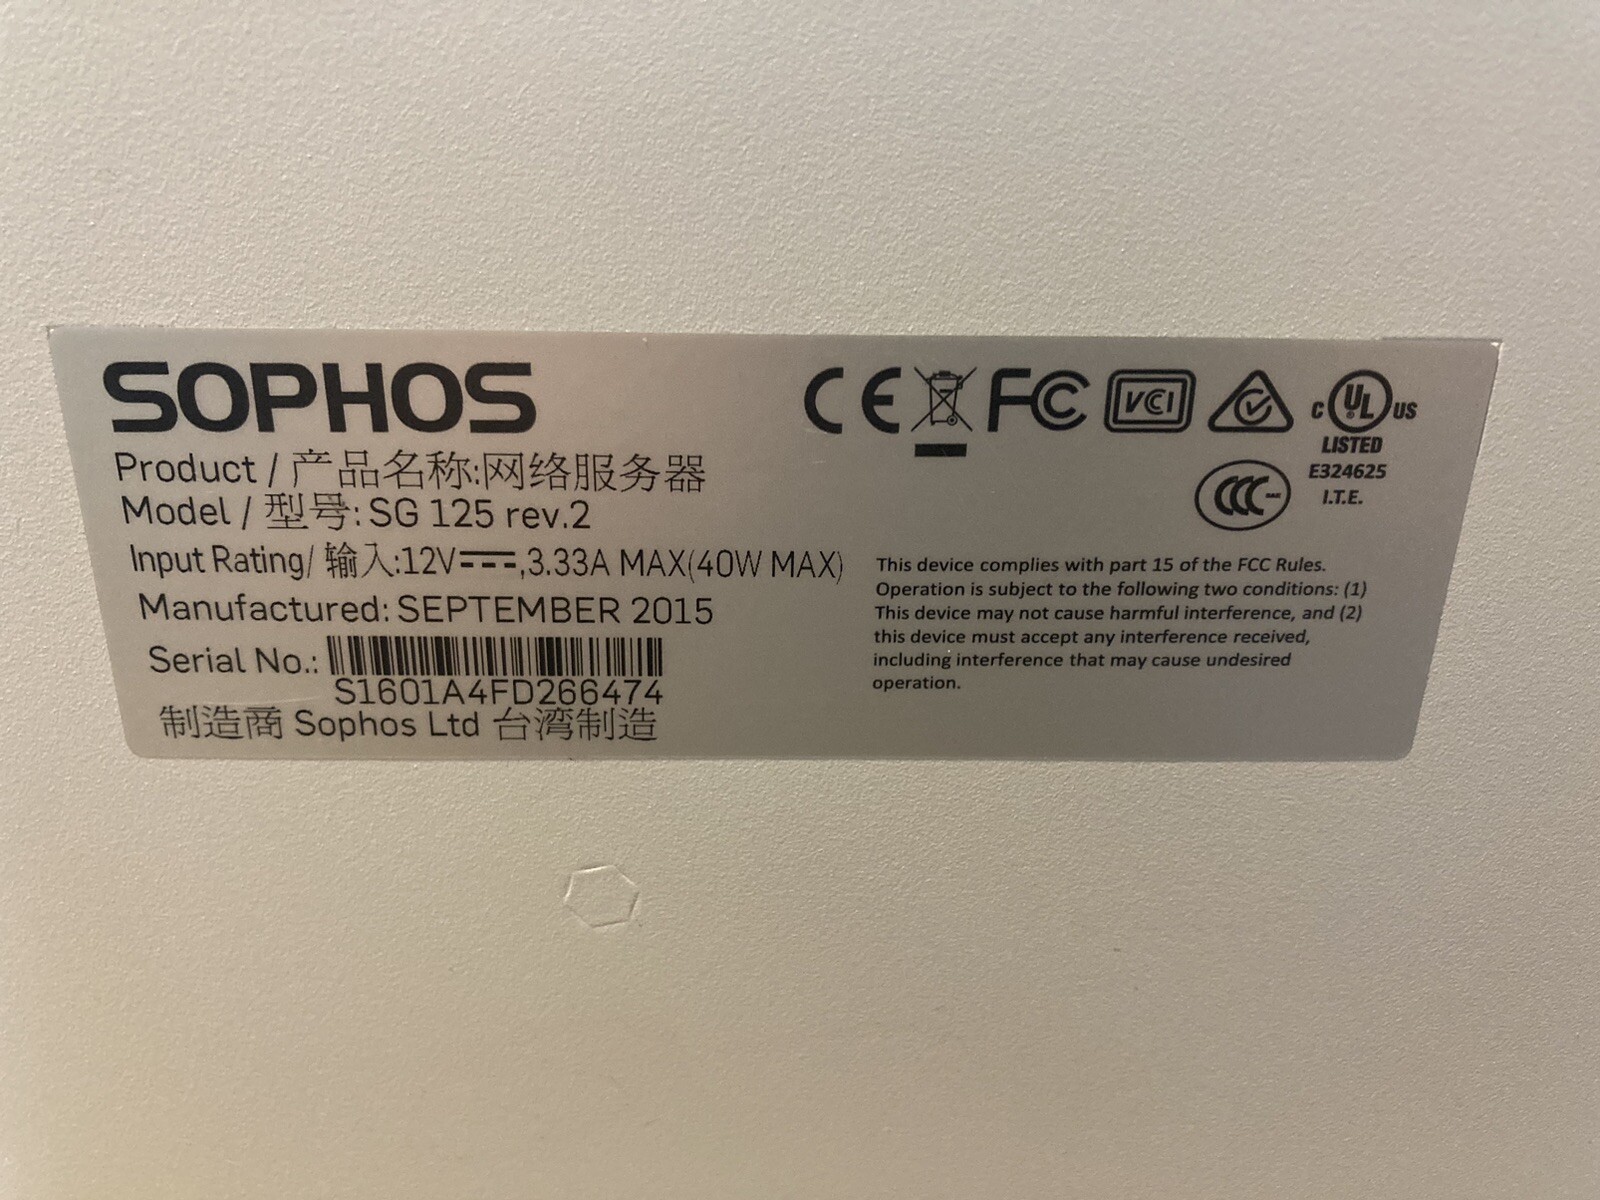 SOPHOS
Product / 产品名称:网络服务器
Model / 型号: SG 125 rev.2
Input Rating/ 输入:12V⎓,3.33A MAX(40W MAX)
Manufactured: SEPTEMBER 2015
Serial No.:
S1601A4FD266474
制造商 Sophos Ltd 台湾制造
CE FC VCI C UL US
LISTED
CCC E324625
I.T.E.
This device complies with part 15 of the FCC Rules.
Operation is subject to the following two conditions: (1)
This device may not cause harmful interference, and (2)
this device must accept any interference received,
including interference that may cause undesired
operation.